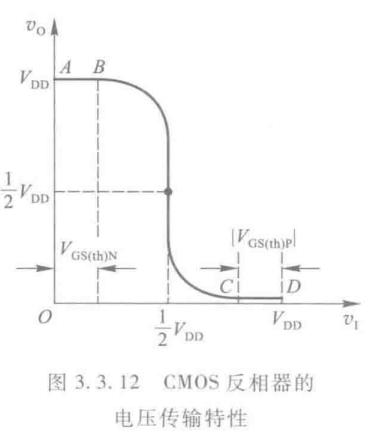 v_O
V_DD
A B
1/2 V_DD
V_GS(th)N
|V_GS(th)P|
C D
O
1/2 V_DD
V_DD
v_I
图 3.3.12 CMOS 反相器的
电压传输特性